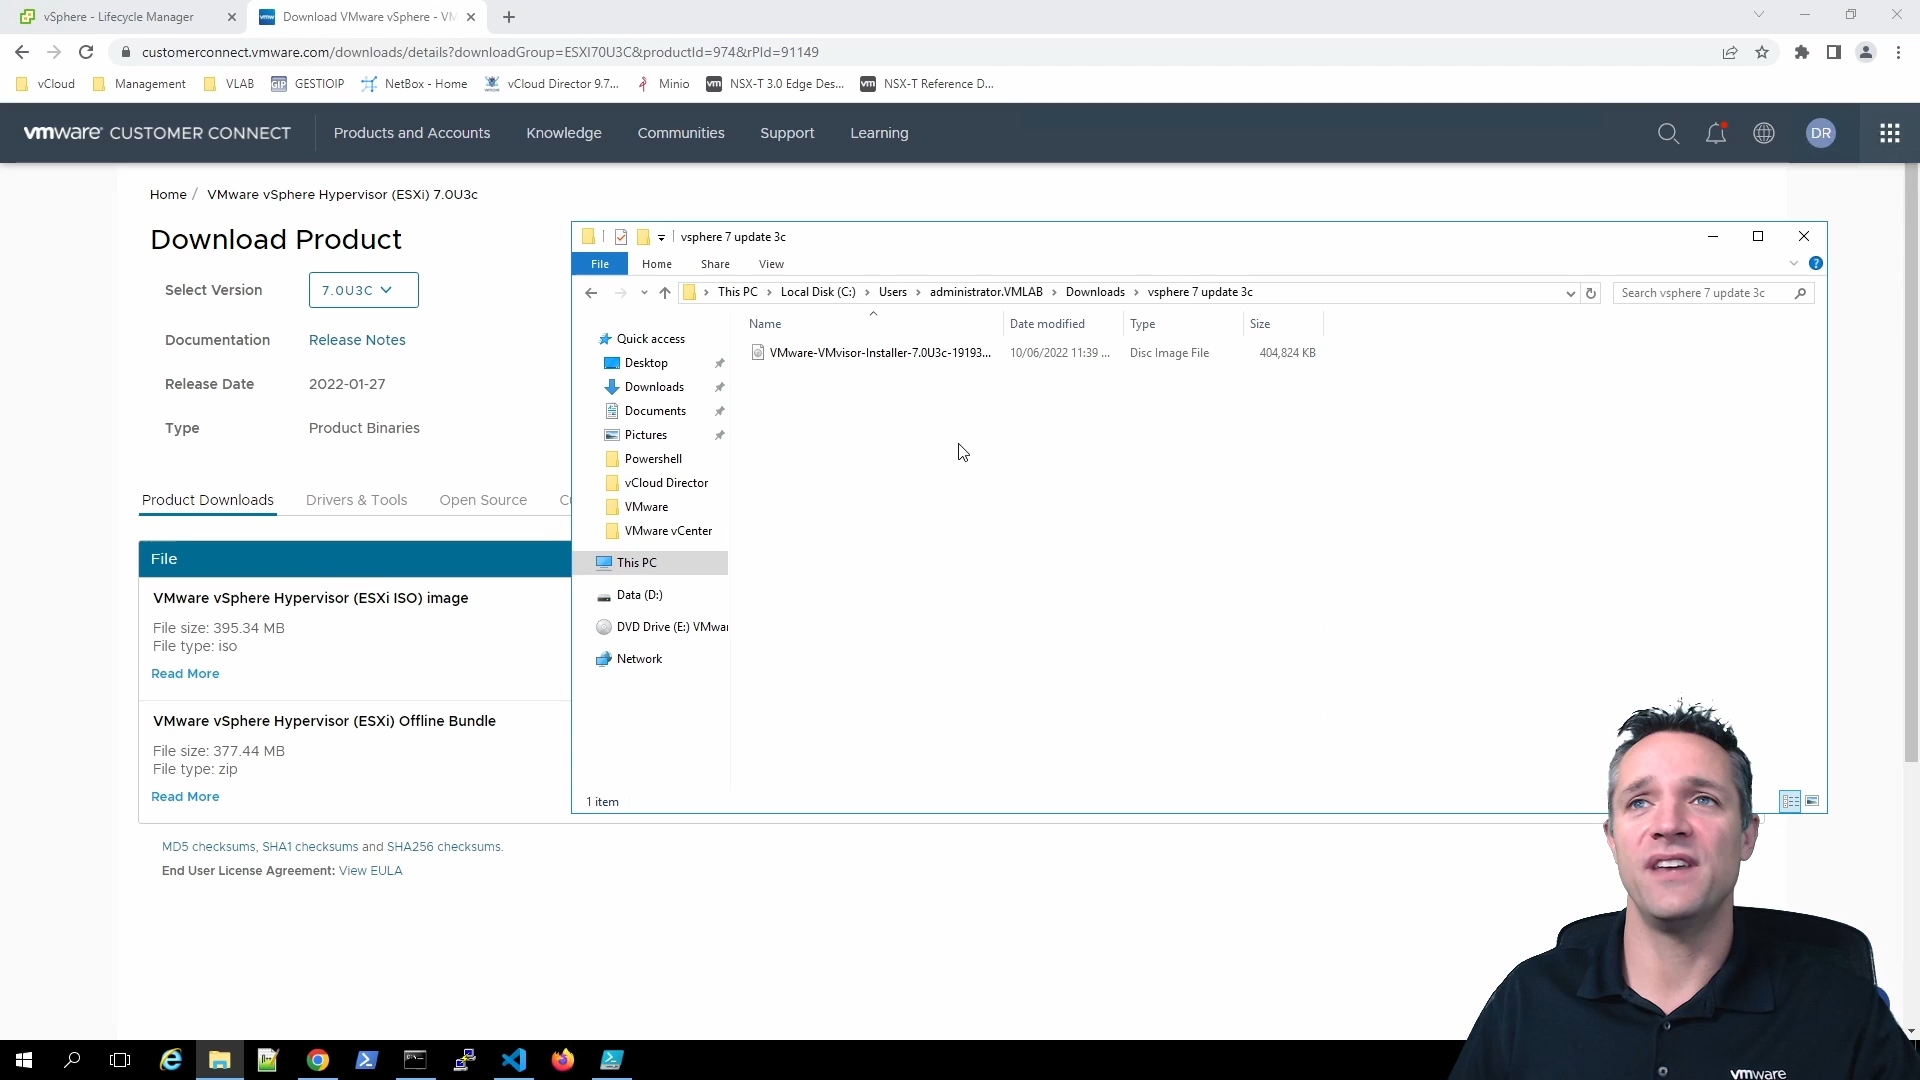 vSphere - Lifecycle Manager
Download VMware vSphere - VM
customerconnect.vmware.com/downloads/details?downloadGroup=ESXI70U3C&productId=974&rPId=91149
vCloud
Management
VLAB
GIP GESTIOIP
NetBox - Home
vCloud Director 9.7...
Minio
vm NSX-T 3.0 Edge Des...
vm NSX-T Reference D...
vmware® CUSTOMER CONNECT
Products and Accounts
Knowledge
Communities
Support
Learning
DR
Home / VMware vSphere Hypervisor (ESXi) 7.0U3c
Download Product
Select Version
7.0U3C
Documentation
Release Notes
Release Date
2022-01-27
Type
Product Binaries
Product Downloads
Drivers & Tools
Open Source
File
VMware vSphere Hypervisor (ESXi ISO) image
File size: 395.34 MB
File type: iso
Read More
VMware vSphere Hypervisor (ESXi) Offline Bundle
File size: 377.44 MB
File type: zip
Read More
MD5 checksums, SHA1 checksums and SHA256 checksums.
End User License Agreement: View EULA
vsphere 7 update 3c
File
Home
Share
View
This PC > Local Disk (C:) > Users > administrator.VMLAB > Downloads > vsphere 7 update 3c
Search vsphere 7 update 3c
Name
Date modified
Type
Size
VMware-VMvisor-Installer-7.0U3c-19193...
10/06/2022 11:39 ...
Disc Image File
404,824 KB
Quick access
Desktop
Downloads
Documents
Pictures
Powershell
vCloud Director
VMware
VMware vCenter
This PC
Data (D:)
DVD Drive (E:) VMwar
Network
1 item
vmware